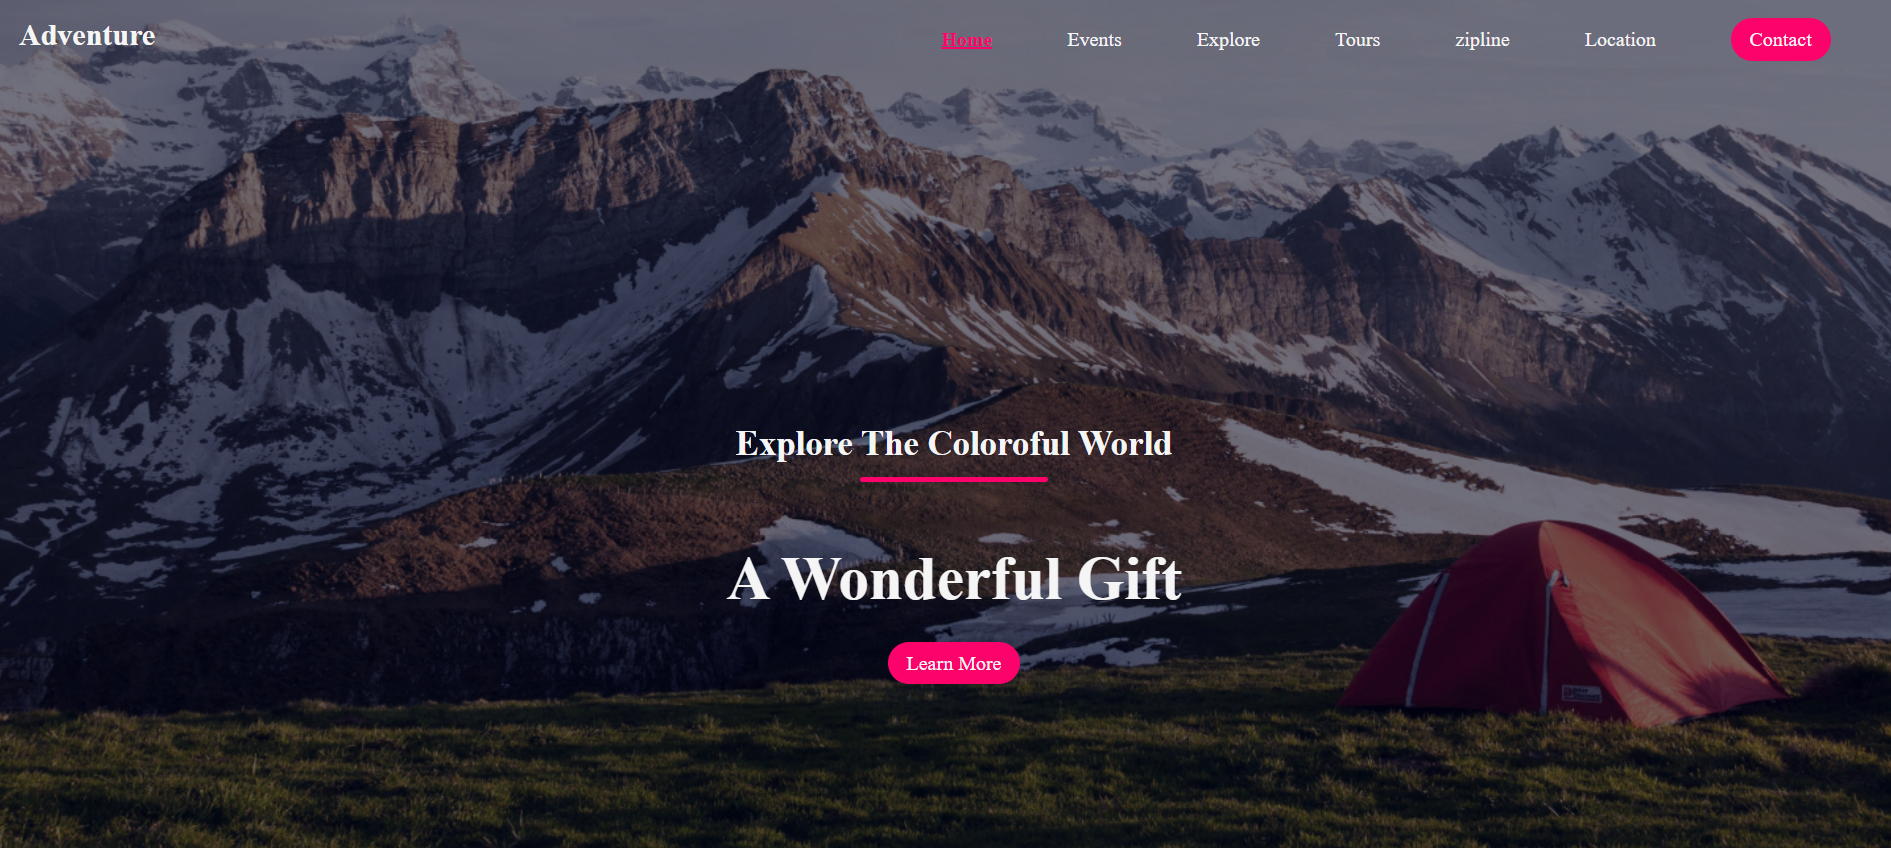 Adventure
Home Events Explore Tours zipline Location Contact
Explore The Coloroful World
A Wonderful Gift
Learn More